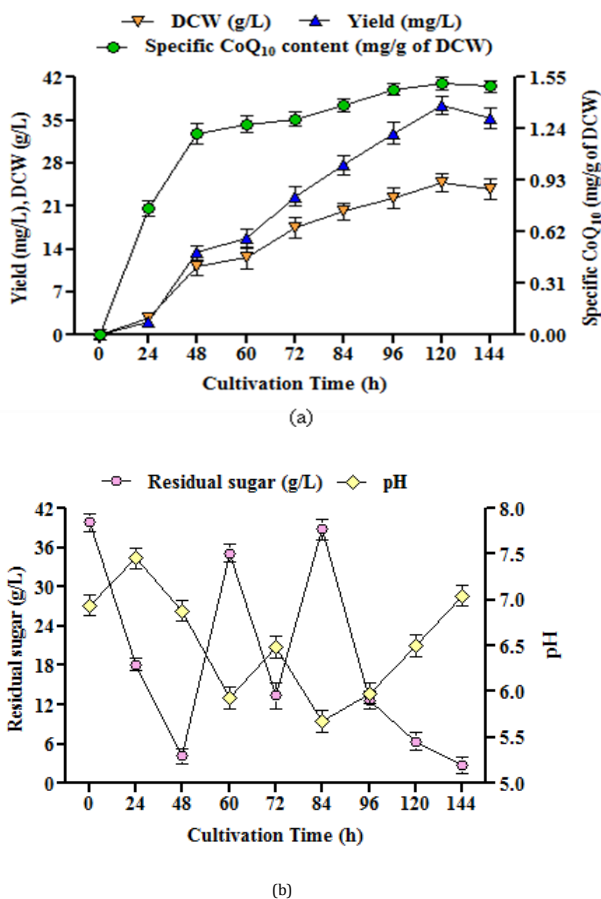 DCW (g/L) Yield (mg/L)
Specific CoQ10 content (mg/g of DCW)
Yield (mg/L), DCW (g/L)
42
35
28
21
14
7
0
1.55
1.24
0.93
0.62
0.31
0.00
Specific CoQ10 (mg/g of DCW)
0 24 48 60 72 84 96 120 144
Cultivation Time (h)
(a)
Residual sugar (g/L) pH
Residual sugar (g/L)
42
36
30
24
18
12
6
0
8.0
7.5
7.0
6.5
6.0
5.5
5.0
pH
0 24 48 60 72 84 96 120 144
Cultivation Time (h)
(b)